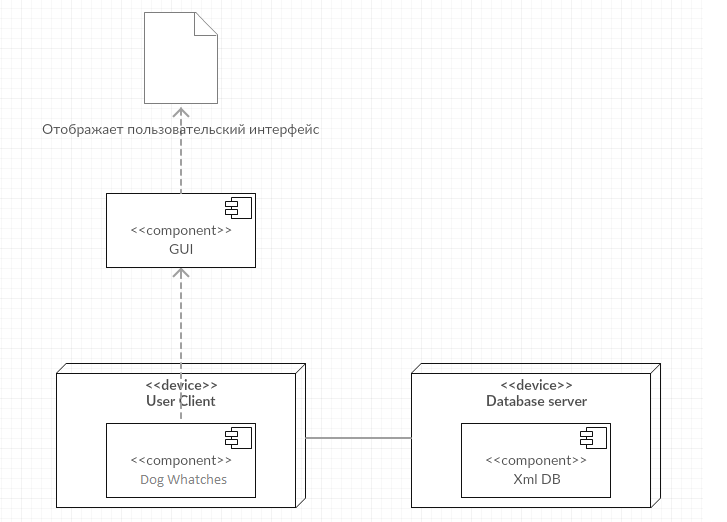 Отображает пользовательский интерфейс
<<component>>
GUI
<<device>>
User Client
<<component>>
Dog Whatches
<<device>>
Database server
<<component>>
Xml DB